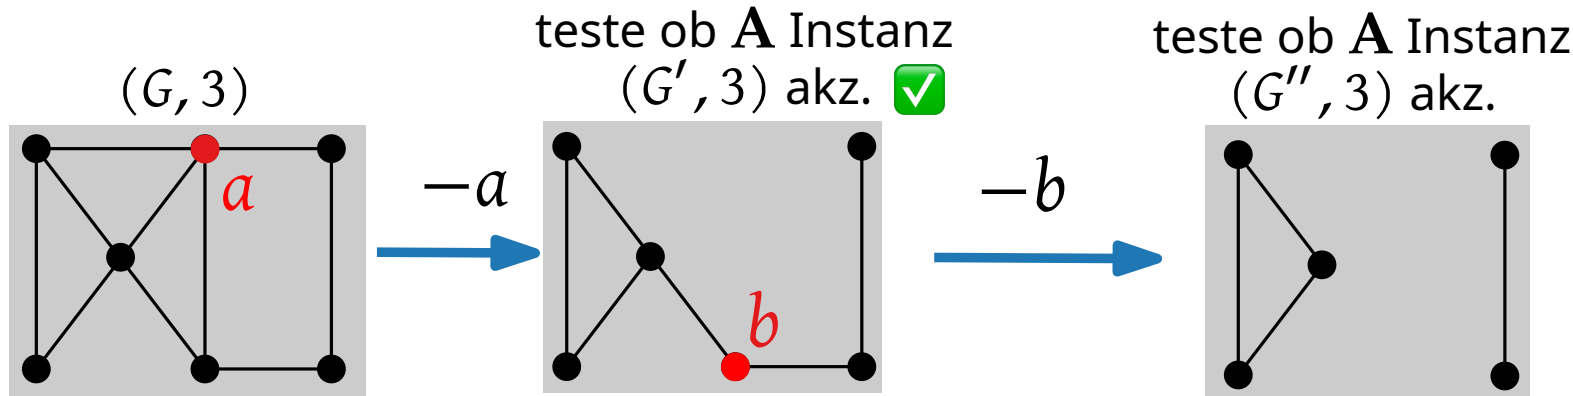 (G, 3)
a
−a
teste ob A Instanz
(G′, 3) akz. ✅
b
−b
teste ob A Instanz
(G″, 3) akz.